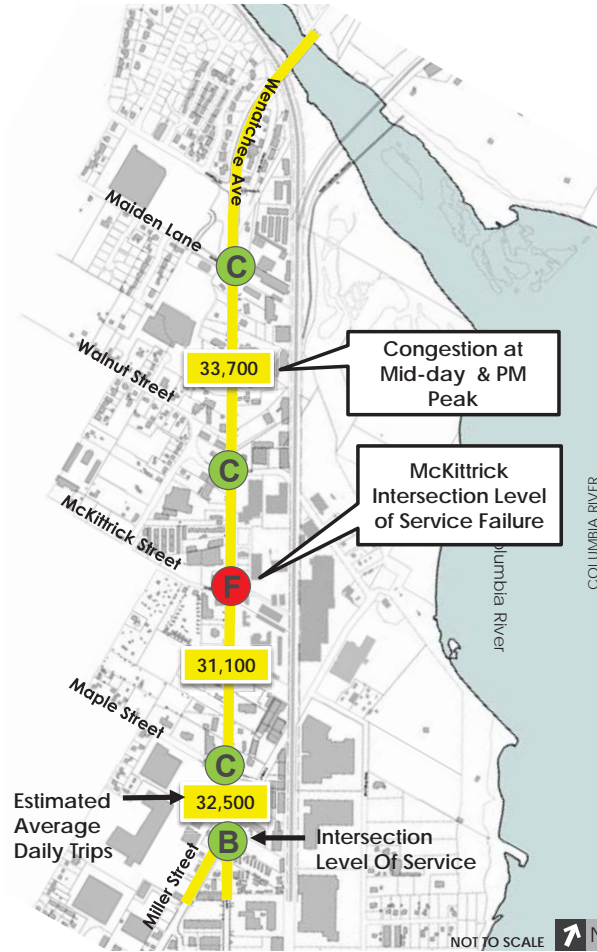 Wenatchee Ave
Maiden Lane
C
Walnut Street
33,700
Congestion at
Mid-day & PM
Peak
C
McKittrick
Intersection Level
of Service Failure
McKittrick Street
F
olumbia River
COLUMBIA RIVER
31,100
Maple Street
C
Estimated
Average
Daily Trips
32,500
B
Intersection
Level Of Service
Miller Street
NOT TO SCALE
N